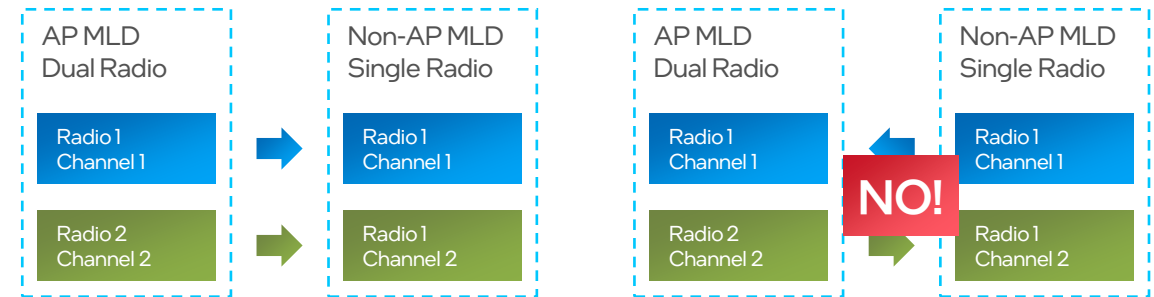 AP MLD
Dual Radio
Non-AP MLD
Single Radio
Radio 1
Channel 1
Radio 1
Channel 1
Radio 2
Channel 2
Radio 1
Channel 2
AP MLD
Dual Radio
Non-AP MLD
Single Radio
Radio 1
Channel 1
Radio 1
Channel 1
NO!
Radio 2
Channel 2
Radio 1
Channel 2